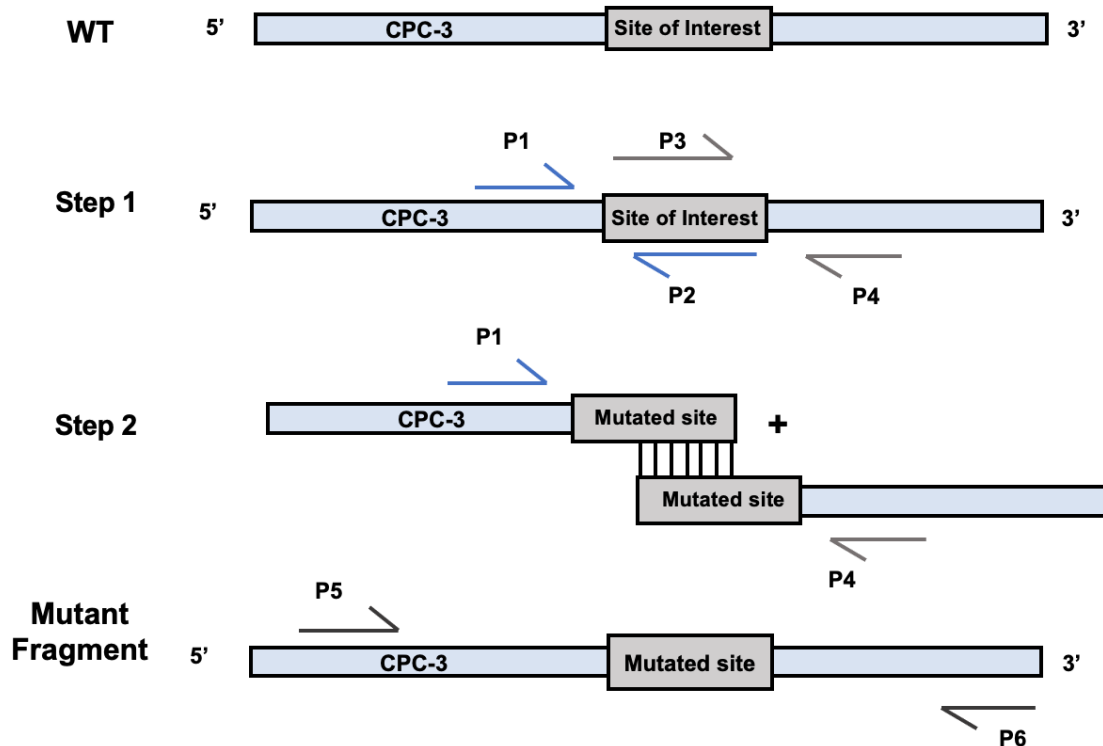 WT 5’ CPC-3 Site of Interest 3’
P1 P3
Step 1 5’ CPC-3 Site of Interest 3’
P2 P4
P1
Step 2 CPC-3 Mutated site +
Mutated site
P4
P5
Mutant
Fragment 5’ CPC-3 Mutated site 3’
P6